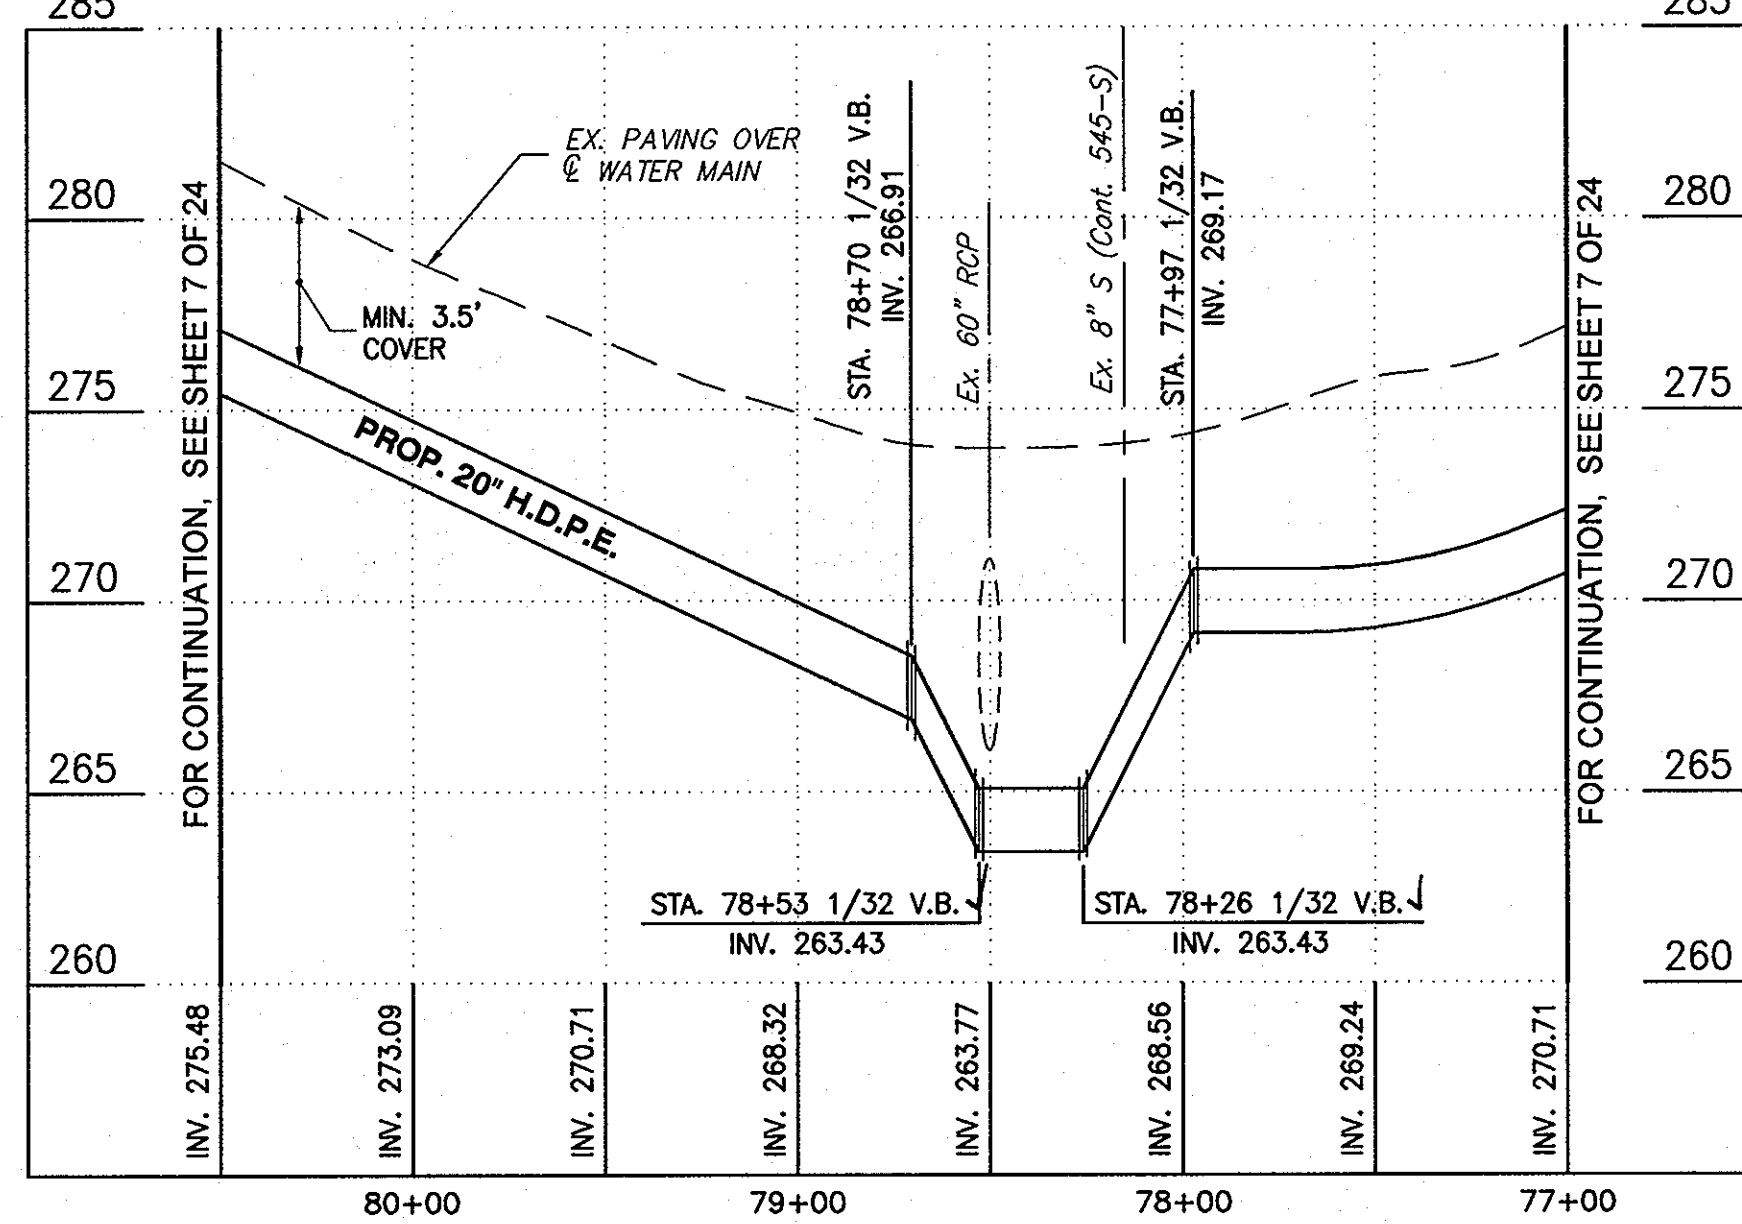 285
285
280
280
275
275
270
270
265
265
260
260
FOR CONTINUATION, SEE SHEET 7 OF 24
EX. PAVING OVER
℄ WATER MAIN
MIN. 3.5'
COVER
PROP. 20" H.D.P.E.
STA. 78+70 1/32 V.B.
INV. 266.91
Ex. 60" RCP
Ex. 8" S (Cont. 545-S)
STA. 77+97 1/32 V.B.
INV. 269.17
FOR CONTINUATION, SEE SHEET 7 OF 24
STA. 78+53 1/32 V.B.
INV. 263.43
STA. 78+26 1/32 V.B.
INV. 263.43
INV. 275.48
INV. 273.09
INV. 270.71
INV. 268.32
INV. 263.77
INV. 268.56
INV. 269.24
INV. 270.71
80+00
79+00
78+00
77+00